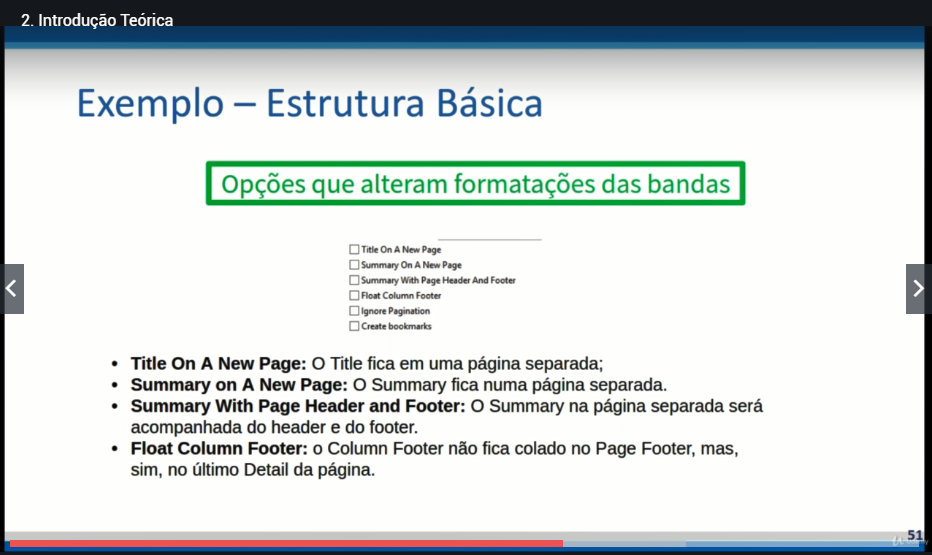 2. Introdução Teórica
Exemplo – Estrutura Básica
Opções que alteram formatações das bandas
Title On A New Page
Summary On A New Page
Summary With Page Header And Footer
Float Column Footer
Ignore Pagination
Create bookmarks
• Title On A New Page: O Title fica em uma página separada;
• Summary on A New Page: O Summary fica numa página separada.
• Summary With Page Header and Footer: O Summary na página separada será
acompanhada do header e do footer.
• Float Column Footer: o Column Footer não fica colado no Page Footer, mas,
sim, no último Detail da página.
51